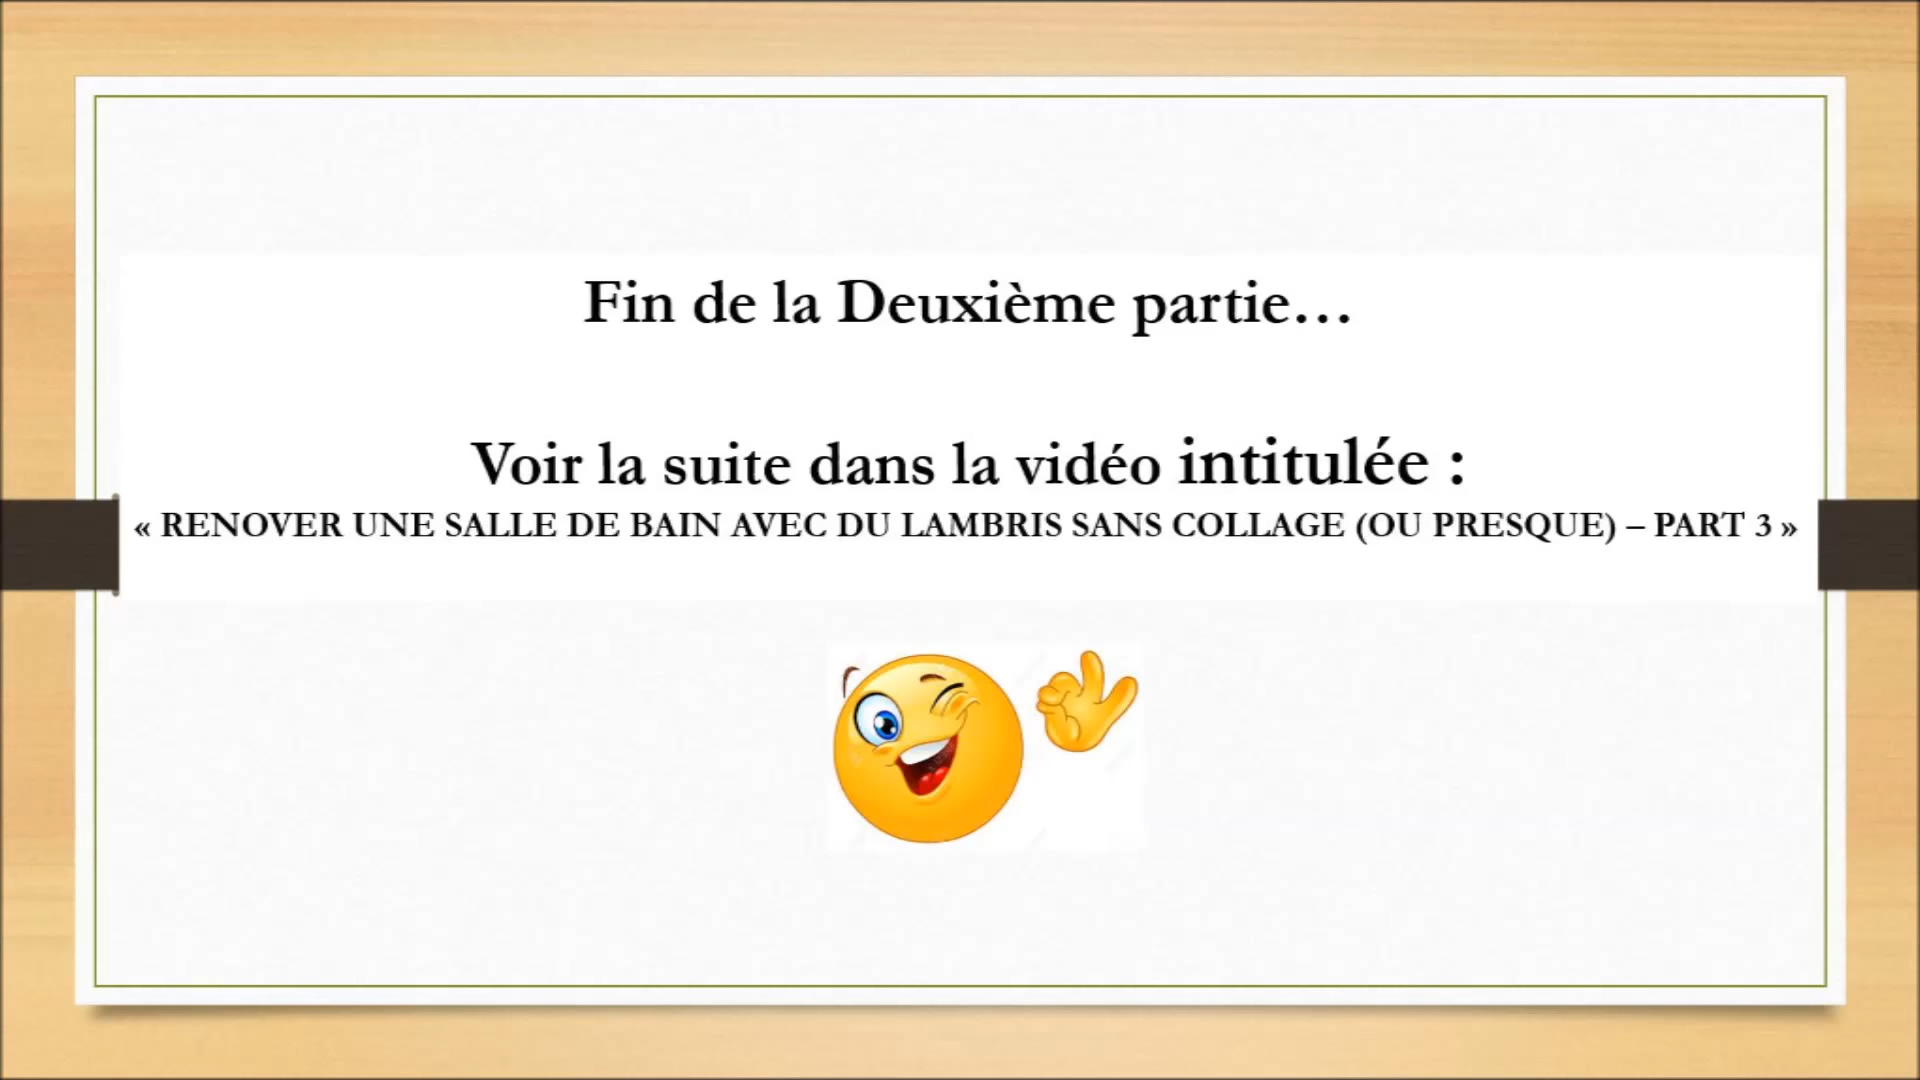 Fin de la Deuxième partie…
Voir la suite dans la vidéo intitulée :
« RENOVER UNE SALLE DE BAIN AVEC DU LAMBRIS SANS COLLAGE (OU PRESQUE) – PART 3 »